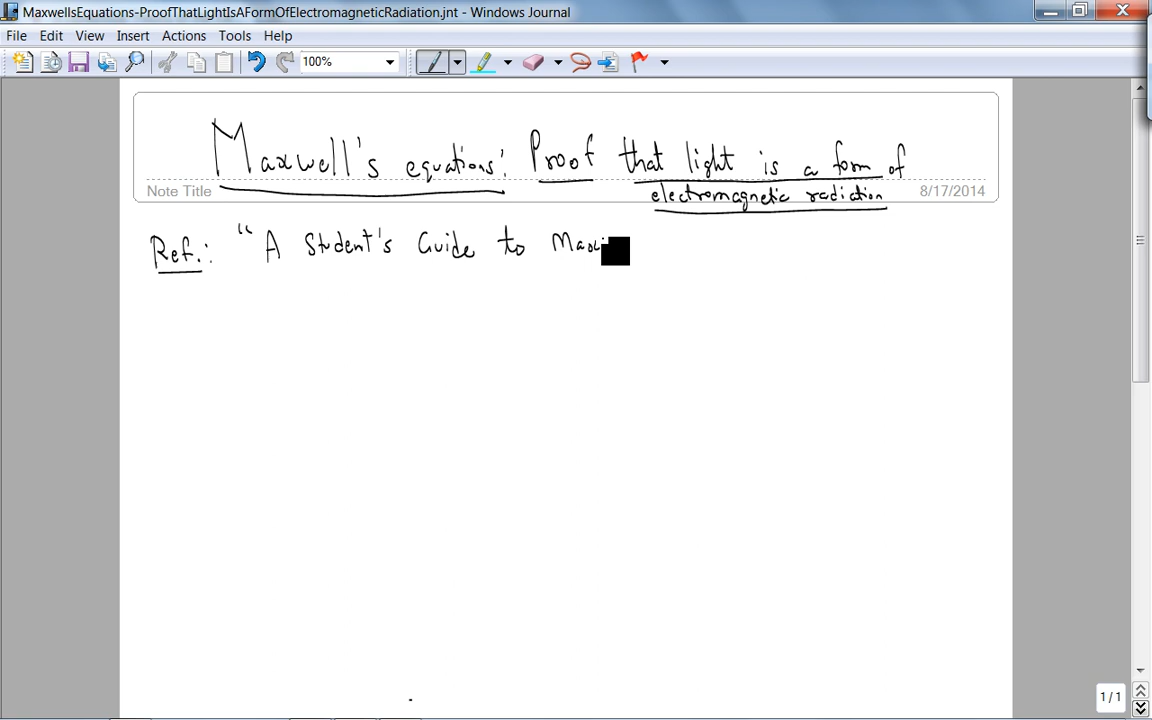 MaxwellsEquations-ProofThatLightIsAFormOfElectromagneticRadiation.jnt - Windows Journal
File Edit View Insert Actions Tools Help
100%
Maxwell's equations: Proof that light is a form of
electromagnetic radiation
Note Title
8/17/2014
Ref.: "A Student's Guide to
1 / 1